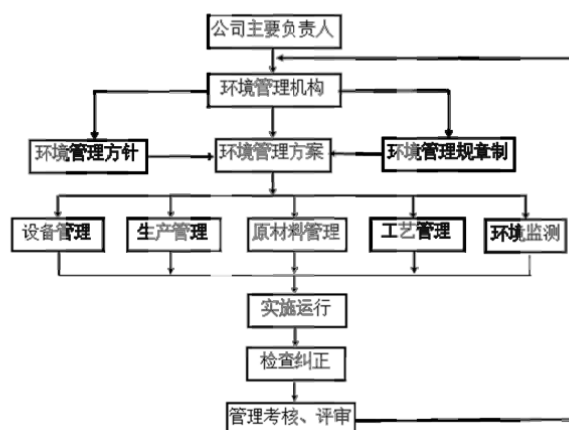 公司主要负责人
环境管理机构
环境管理方针
环境管理方案
环境管理规章制
设备管理
生产管理
原材料管理
工艺管理
环境监测
实施运行
检查纠正
管理考核、评审